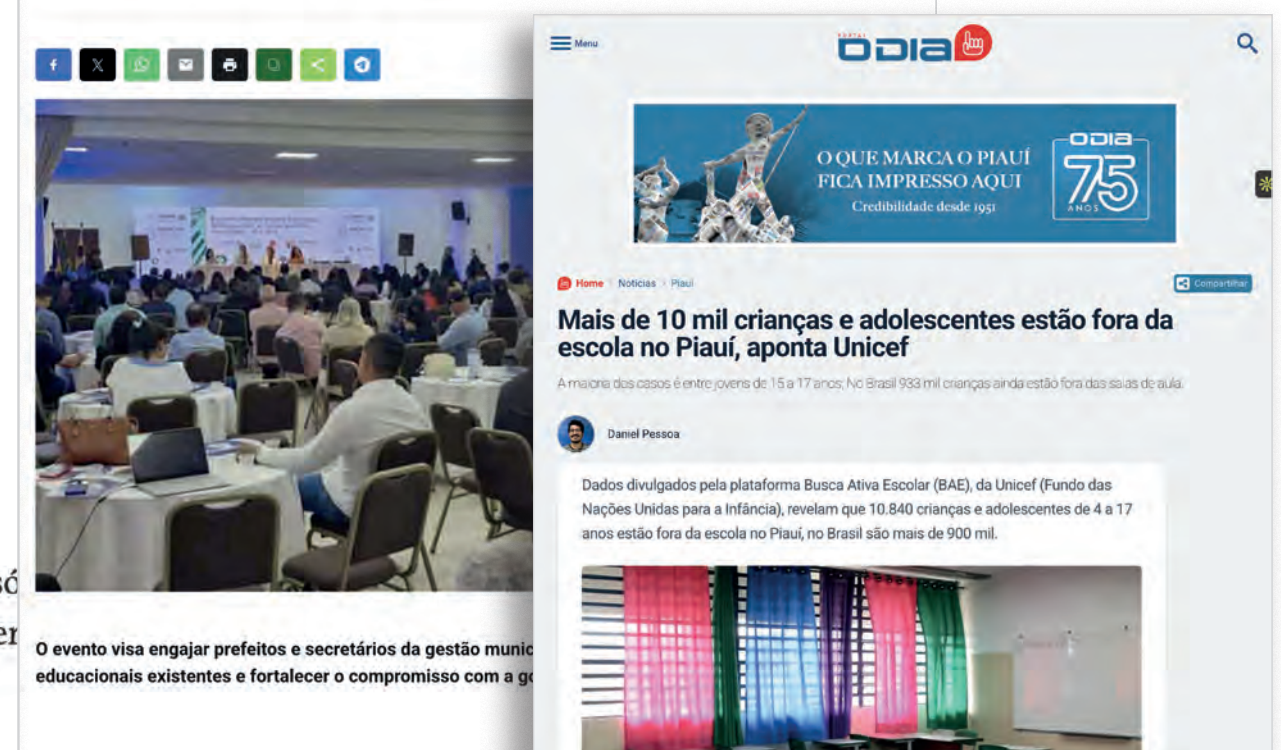 só
er
O evento visa engajar prefeitos e secretários da gestão munic
educacionais existentes e fortalecer o compromisso com a go
Menu
PORTAL
O DIA
O QUE MARCA O PIAUÍ
FICA IMPRESSO AQUI
Credibilidade desde 1951
O DIA
75
ANOS
Home Notícias Piauí
Compartilhar
Mais de 10 mil crianças e adolescentes estão fora da
escola no Piauí, aponta Unicef
A maioria dos casos é entre jovens de 15 a 17 anos; No Brasil 933 mil crianças ainda estão fora das salas de aula.
Daniel Pessoa
Dados divulgados pela plataforma Busca Ativa Escolar (BAE), da Unicef (Fundo das
Nações Unidas para a Infância), revelam que 10.840 crianças e adolescentes de 4 a 17
anos estão fora da escola no Piauí, no Brasil são mais de 900 mil.